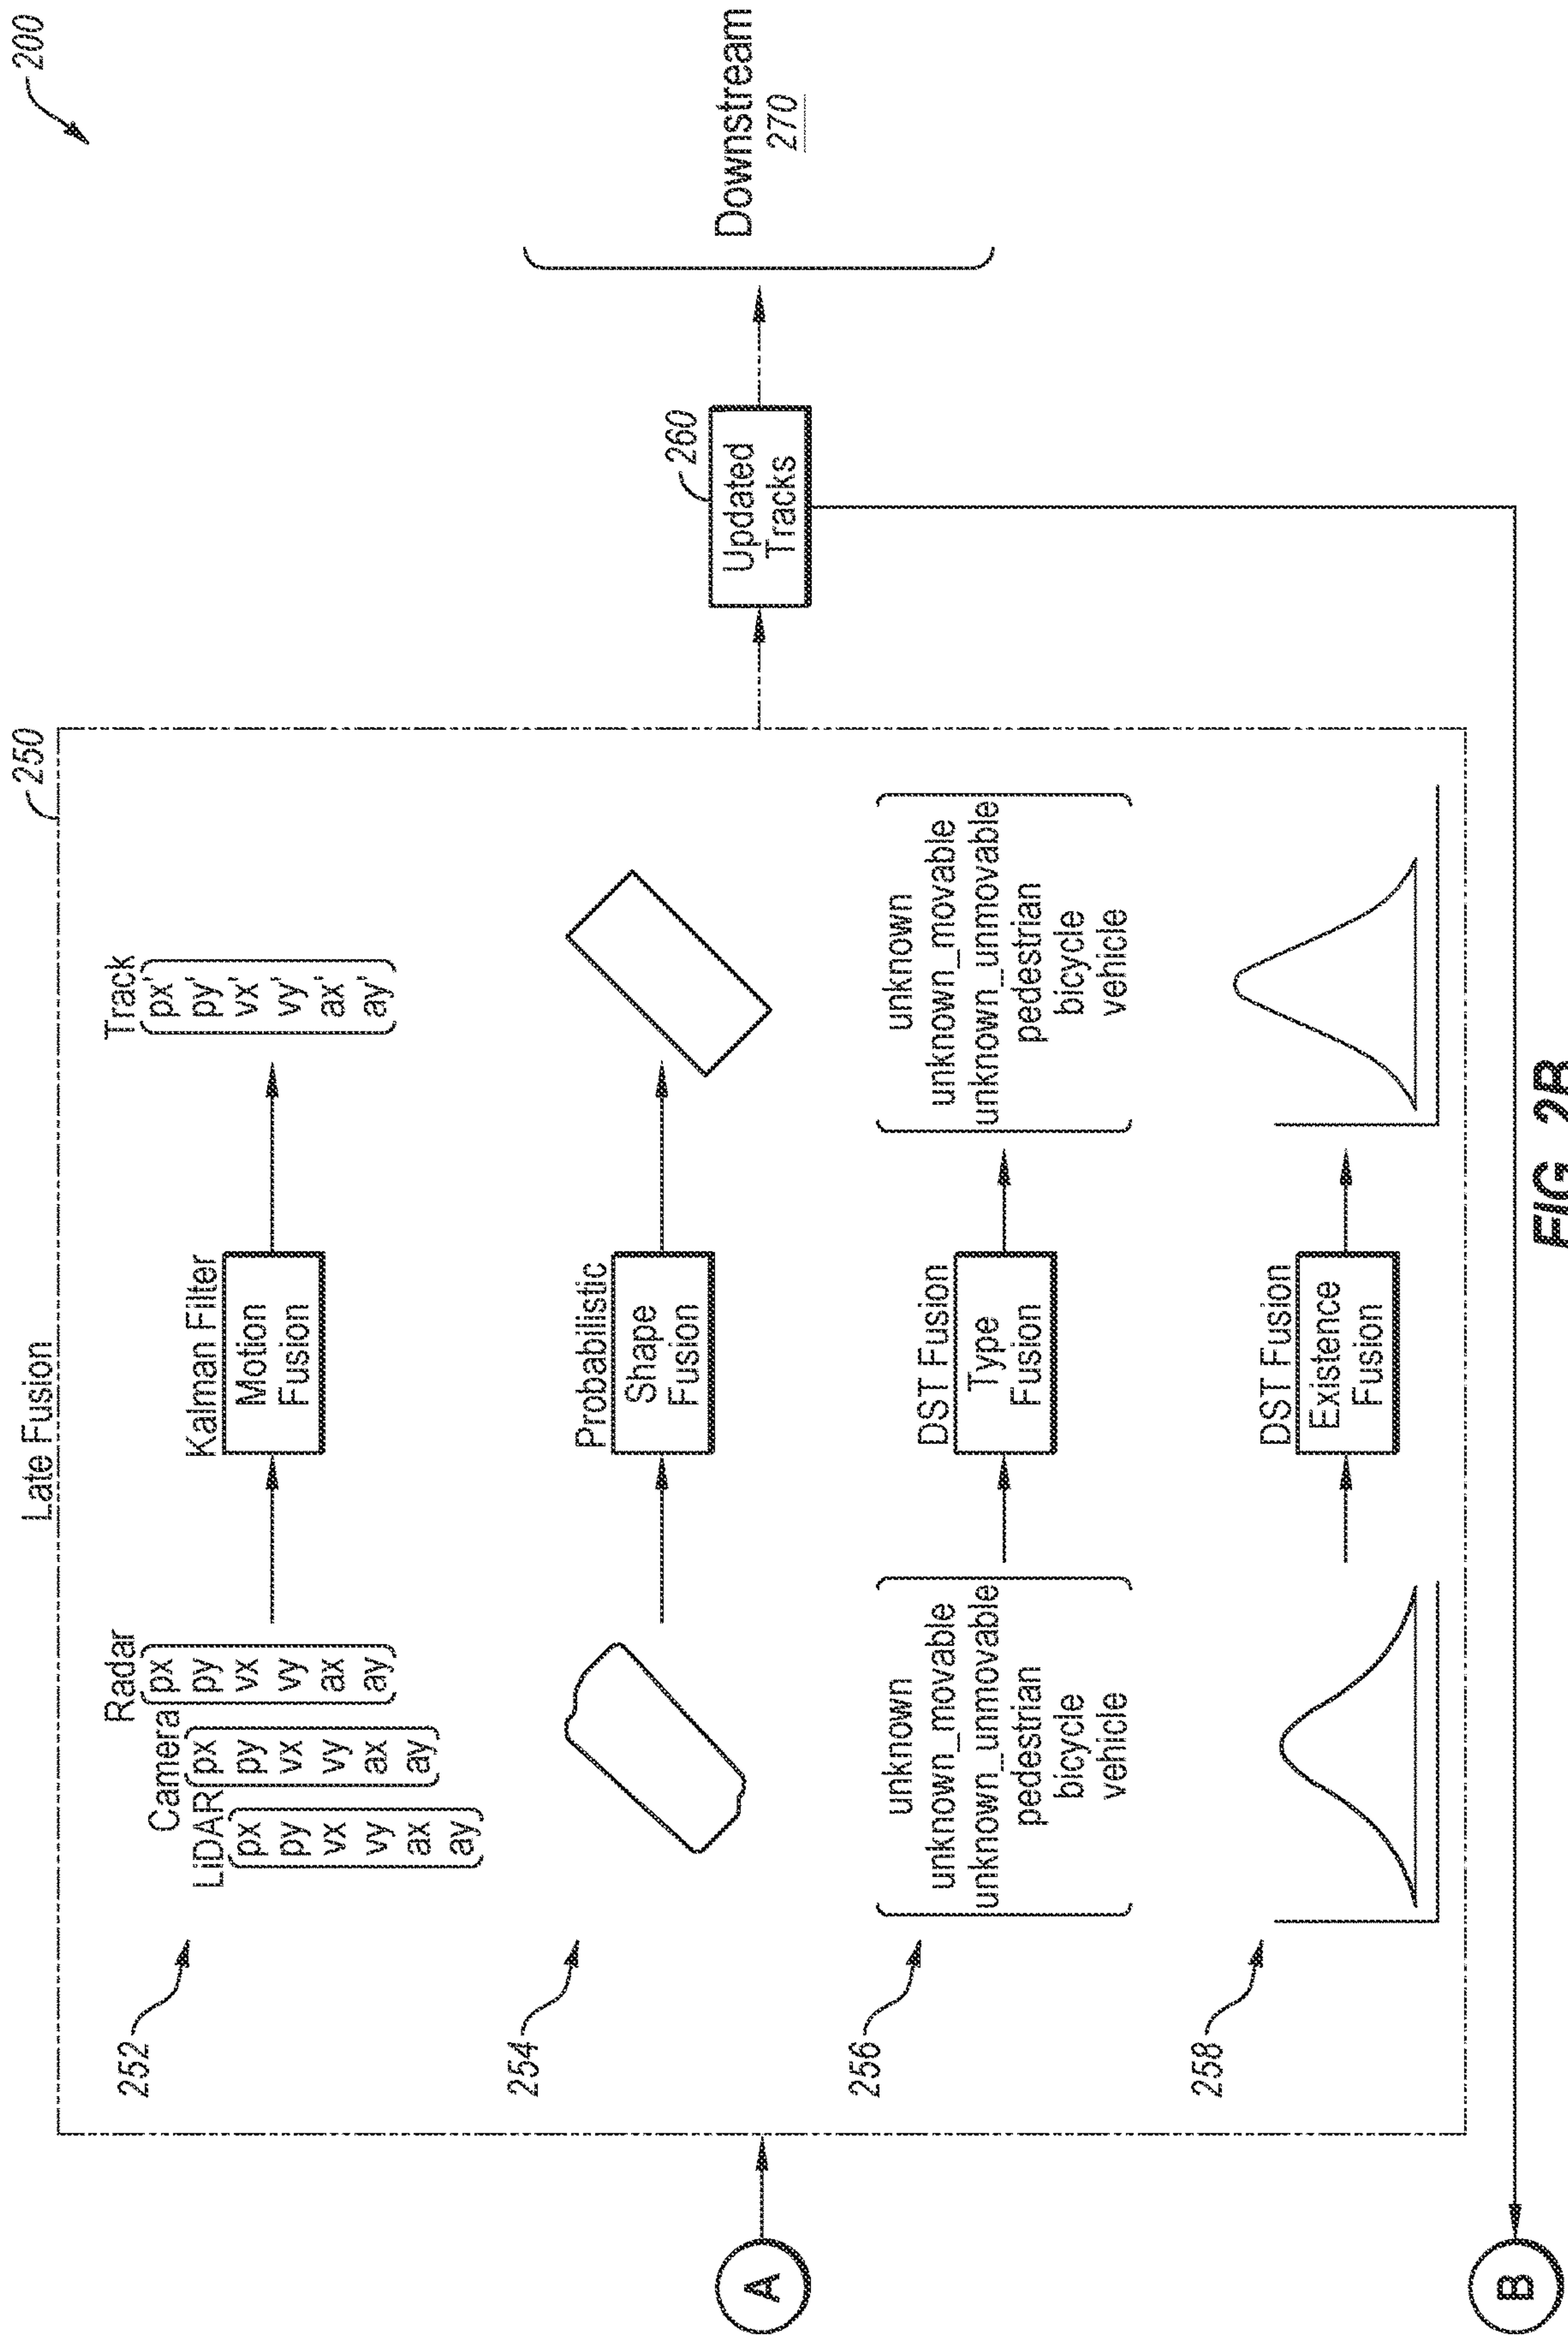 200
Late Fusion
250
252
LiDAR
px
py
vx
vy
ax
ay
Camera
px
py
vx
vy
ax
ay
Radar
px
py
vx
vy
ax
ay
Kalman Filter
Motion
Fusion
Track
px'
py'
vx'
vy'
ax'
ay'
254
Probabilistic
Shape
Fusion
256
unknown
unknown_movable
unknown_unmovable
pedestrian
bicycle
vehicle
DST Fusion
Type
Fusion
unknown
unknown_movable
unknown_unmovable
pedestrian
bicycle
vehicle
258
DST Fusion
Existence
Fusion
A
260
Updated
Tracks
Downstream
270
B
FIG. 2B